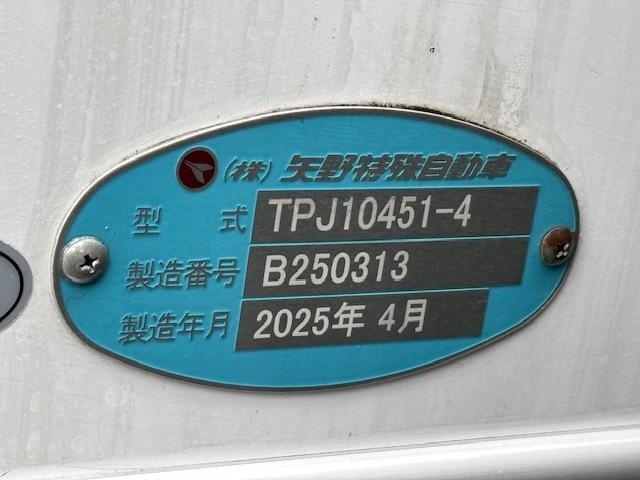 (株)矢野特殊自動車
型 式 TPJ10451-4
製造番号 B250313
製造年月 2025年 4月